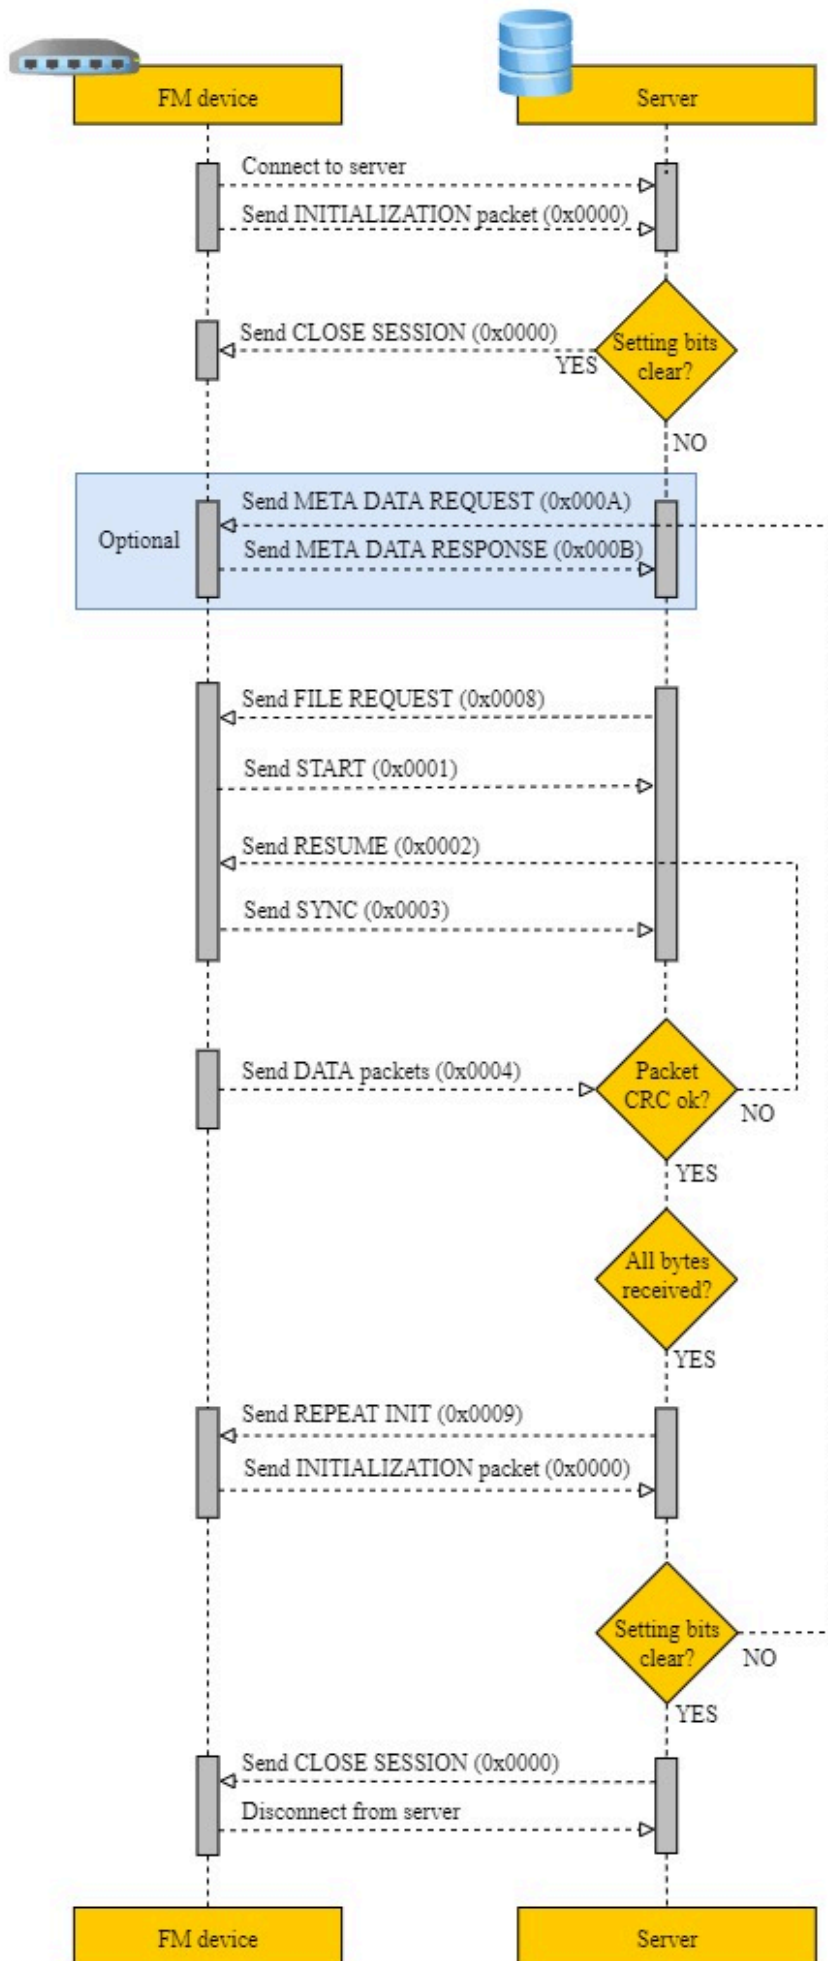 FM device
Server
Connect to server
Send INITIALIZATION packet (0x0000)
Send CLOSE SESSION (0x0000)
Setting bits
clear?
YES
NO
Send META DATA REQUEST (0x000A)
Optional
Send META DATA RESPONSE (0x000B)
Send FILE REQUEST (0x0008)
Send START (0x0001)
Send RESUME (0x0002)
Send SYNC (0x0003)
Send DATA packets (0x0004)
Packet
CRC ok?
NO
YES
All bytes
received?
YES
Send REPEAT INIT (0x0009)
Send INITIALIZATION packet (0x0000)
Setting bits
clear?
NO
YES
Send CLOSE SESSION (0x0000)
Disconnect from server
FM device
Server